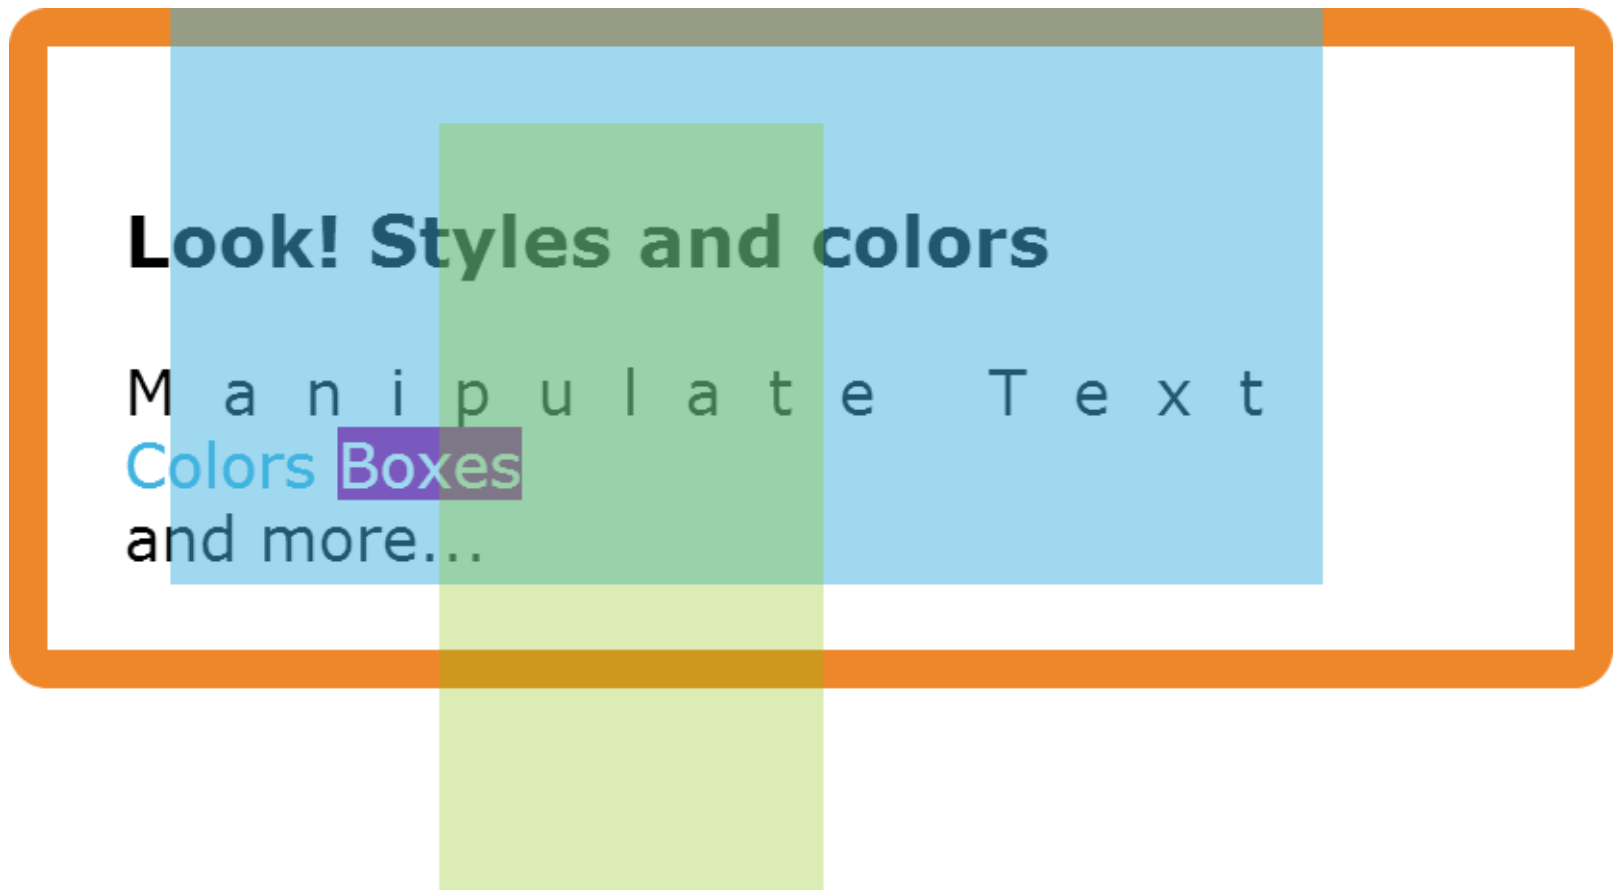 Look! Styles and colors
M a n i p u l a t e  T e x t
Colors Boxes
and more...